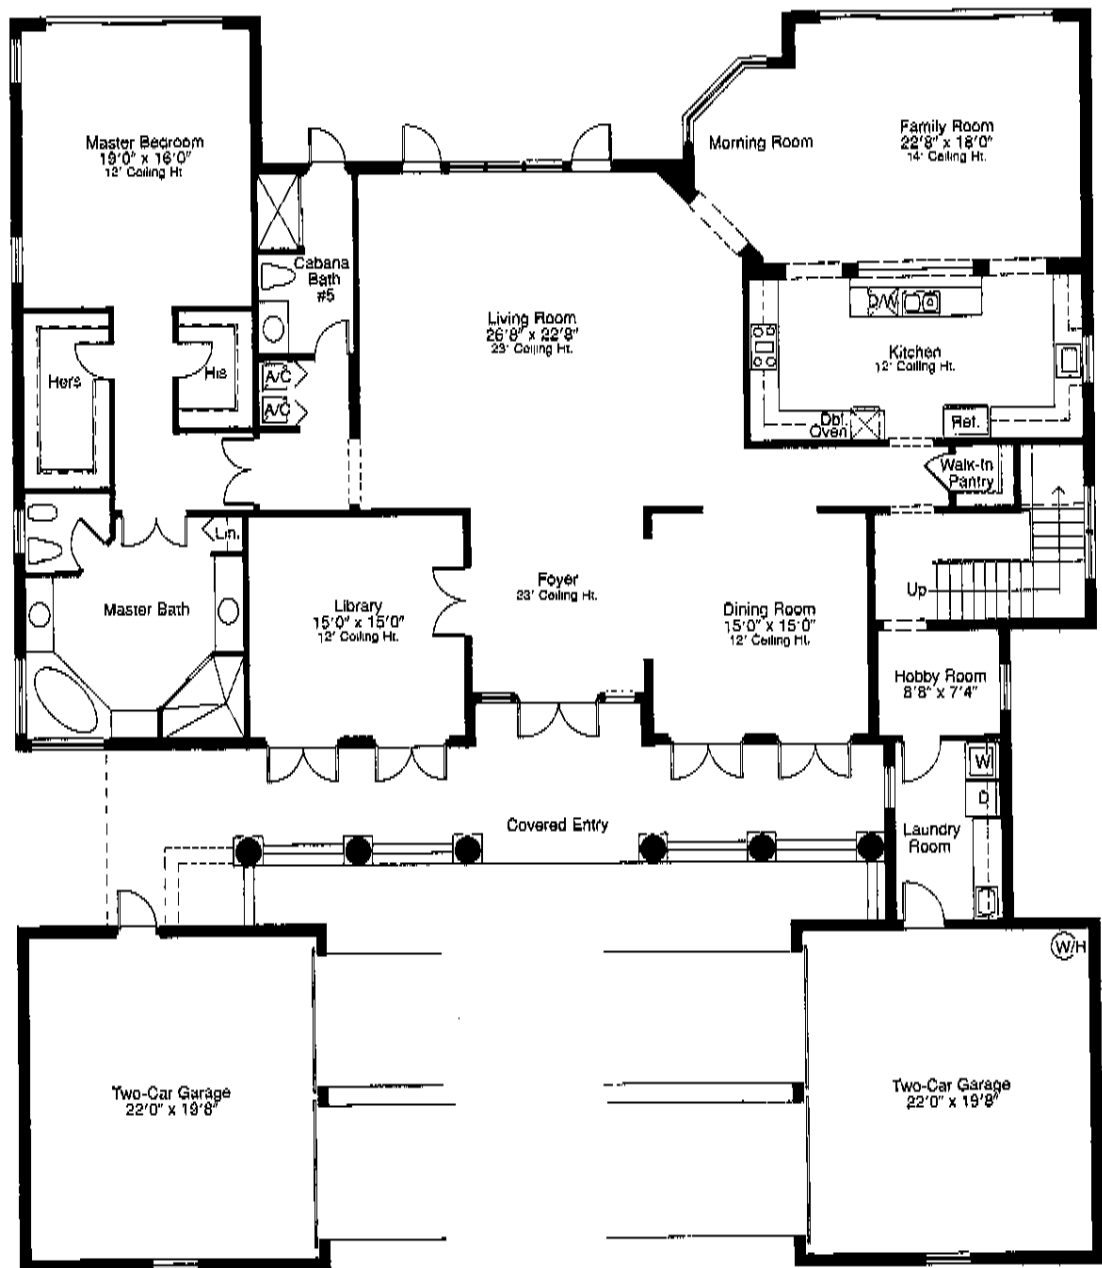 Master Bedroom
19'0" x 16'0"
12' Ceiling Ht.
Morning Room
Family Room
22'8" x 18'0"
14' Ceiling Ht.
Cabana
Bath
#5
Living Room
26'8" x 22'8"
23' Ceiling Ht.
D/W
Kitchen
12' Ceiling Ht.
Hers
His
A/C
A/C
Dbl.
Oven
Ref.
Walk-In
Pantry
Lin.
Master Bath
Library
15'0" x 15'0"
12' Ceiling Ht.
Foyer
23' Ceiling Ht.
Dining Room
15'0" x 15'0"
12' Ceiling Ht.
Up
Hobby Room
8'8" x 7'4"
W
D
Covered Entry
Laundry
Room
W/H
Two-Car Garage
22'0" x 19'8"
Two-Car Garage
22'0" x 19'8"